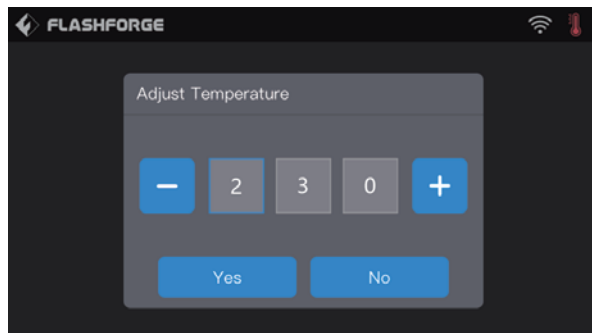 FLASHFORGE
Adjust Temperature
− 2 3 0 +
Yes No